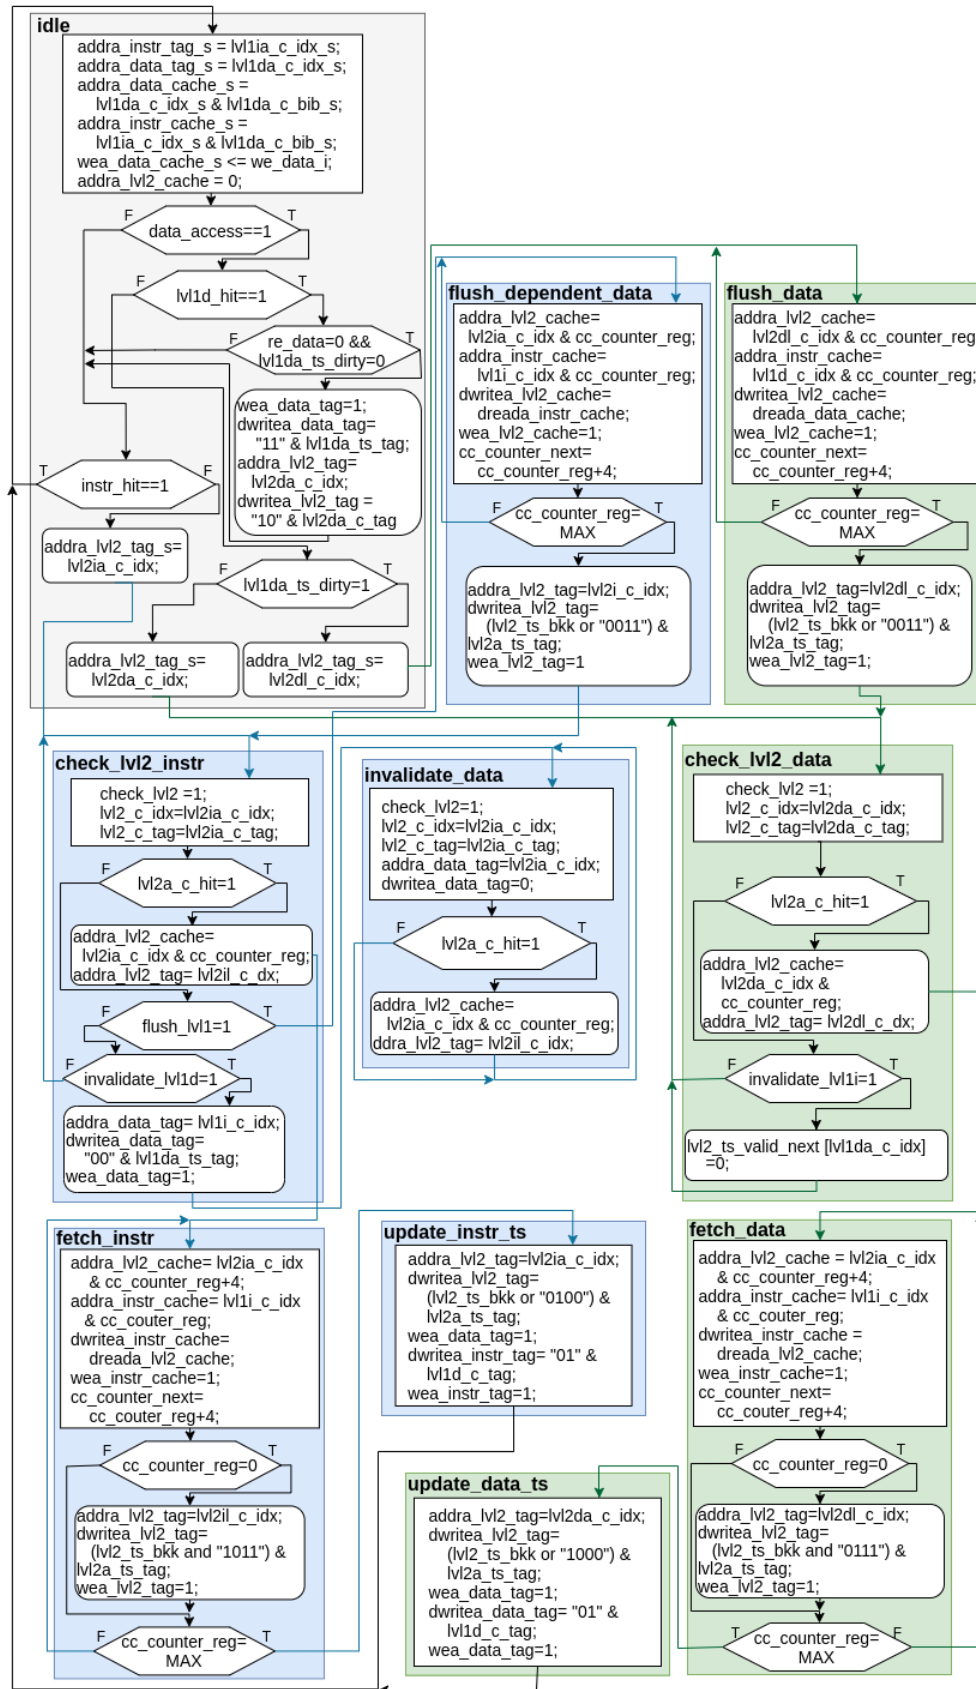 idle
addra_instr_tag_s = lvl1ia_c_idx_s;
addra_data_tag_s = lvl1da_c_idx_s;
addra_data_cache_s =
lvl1da_c_idx_s & lvl1da_c_bib_s;
addra_instr_cache_s =
lvl1ia_c_idx_s & lvl1da_c_bib_s;
wea_data_cache_s <= we_data_i;
addra_lvl2_cache = 0;
F
T
data_access==1
F
T
lvl1d_hit==1
F
T
re_data=0 &&
lvl1da_ts_dirty=0
wea_data_tag=1;
dwritea_data_tag=
"11" & lvl1da_ts_tag;
addra_lvl2_tag=
lvl2da_c_idx;
dwritea_lvl2_tag =
"10" & lvl2da_c_tag
T
F
instr_hit==1
addra_lvl2_tag_s=
lvl2ia_c_idx;
F
T
lvl1da_ts_dirty=1
addra_lvl2_tag_s=
lvl2da_c_idx;
addra_lvl2_tag_s=
lvl2dl_c_idx;
flush_dependent_data
addra_lvl2_cache=
lvl2ia_c_idx & cc_counter_reg;
addra_instr_cache=
lvl1i_c_idx & cc_counter_reg;
dwritea_lvl2_cache=
dreada_instr_cache;
wea_lvl2_cache=1;
cc_counter_next=
cc_counter_reg+4;
F
T
cc_counter_reg=
MAX
addra_lvl2_tag=lvl2i_c_idx;
dwritea_lvl2_tag=
(lvl2_ts_bkk or "0011") &
lvl2a_ts_tag;
wea_lvl2_tag=1
flush_data
addra_lvl2_cache=
lvl2dl_c_idx & cc_counter_reg
addra_instr_cache=
lvl1d_c_idx & cc_counter_reg;
dwritea_lvl2_cache=
dreada_data_cache;
wea_lvl2_cache=1;
cc_counter_next=
cc_counter_reg+4;
F
T
cc_counter_reg=
MAX
addra_lvl2_tag=lvl2dl_c_idx;
dwritea_lvl2_tag=
(lvl2_ts_bkk or "0011") &
lvl2a_ts_tag;
wea_lvl2_tag=1;
check_lvl2_instr
check_lvl2 =1;
lvl2_c_idx=lvl2ia_c_idx;
lvl2_c_tag=lvl2ia_c_tag;
F
T
lvl2a_c_hit=1
addra_lvl2_cache=
lvl2ia_c_idx & cc_counter_reg;
addra_lvl2_tag= lvl2il_c_dx;
F
T
flush_lvl1=1
F
T
invalidate_lvl1d=1
addra_data_tag= lvl1i_c_idx;
dwritea_data_tag=
"00" & lvl1da_ts_tag;
wea_data_tag=1;
invalidate_data
check_lvl2=1;
lvl2_c_idx=lvl2ia_c_idx;
lvl2_c_tag=lvl2ia_c_tag;
addra_data_tag=lvl2ia_c_idx;
dwritea_data_tag=0;
F
T
lvl2a_c_hit=1
addra_lvl2_cache=
lvl2ia_c_idx & cc_counter_reg;
ddra_lvl2_tag= lvl2il_c_idx;
check_lvl2_data
check_lvl2 =1;
lvl2_c_idx=lvl2da_c_idx;
lvl2_c_tag=lvl2da_c_tag;
F
T
lvl2a_c_hit=1
addra_lvl2_cache=
lvl2da_c_idx &
cc_counter_reg;
addra_lvl2_tag= lvl2dl_c_dx;
F
T
invalidate_lvl1i=1
lvl2_ts_valid_next [lvl1da_c_idx]
=0;
fetch_instr
addra_lvl2_cache= lvl2ia_c_idx
& cc_counter_reg+4;
addra_instr_cache= lvl1i_c_idx
& cc_couter_reg;
dwritea_instr_cache=
dreada_lvl2_cache;
wea_instr_cache=1;
cc_counter_next=
cc_couter_reg+4;
F
T
cc_counter_reg=0
addra_lvl2_tag=lvl2il_c_idx;
dwritea_lvl2_tag=
(lvl2_ts_bkk and "1011") &
lvl2a_ts_tag;
wea_lvl2_tag=1;
F
T
cc_counter_reg=
MAX
update_instr_ts
addra_lvl2_tag=lvl2ia_c_idx;
dwritea_lvl2_tag=
(lvl2_ts_bkk or "0100") &
lvl2a_ts_tag;
wea_data_tag=1;
dwritea_instr_tag= "01" &
lvl1d_c_tag;
wea_instr_tag=1;
update_data_ts
addra_lvl2_tag=lvl2da_c_idx;
dwritea_lvl2_tag=
(lvl2_ts_bkk or "1000") &
lvl2a_ts_tag;
wea_data_tag=1;
dwritea_data_tag= "01" &
lvl1d_c_tag;
wea_data_tag=1;
fetch_data
addra_lvl2_cache = lvl2ia_c_idx
& cc_counter_reg+4;
addra_instr_cache= lvl1i_c_idx
& cc_couter_reg;
dwritea_instr_cache =
dreada_lvl2_cache;
wea_instr_cache=1;
cc_counter_next=
cc_couter_reg+4;
F
T
cc_counter_reg=0
addra_lvl2_tag=lvl2dl_c_idx;
dwritea_lvl2_tag=
(lvl2_ts_bkk and "0111") &
lvl2a_ts_tag;
wea_lvl2_tag=1;
T
F
cc_counter_reg=
MAX